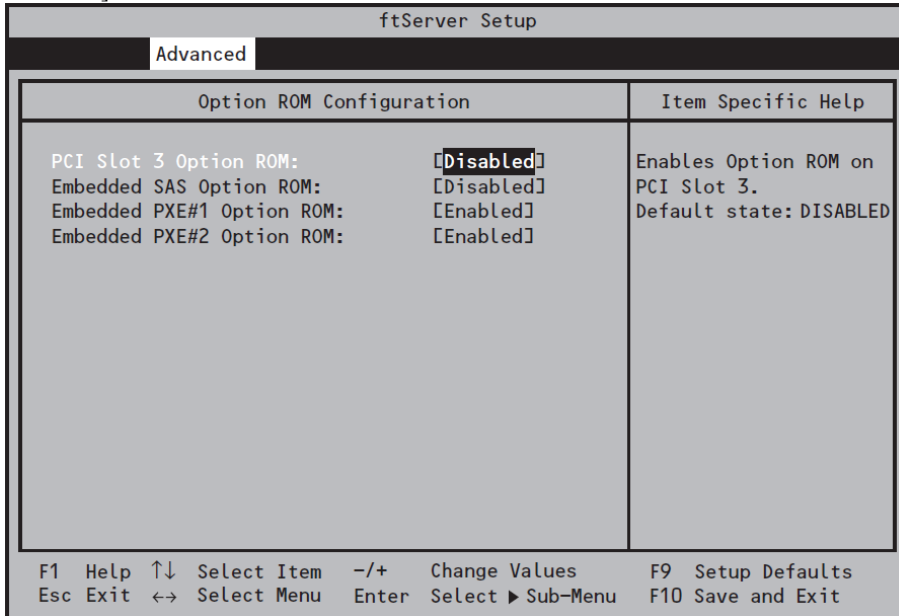 ftServer Setup
Advanced
Option ROM Configuration
Item Specific Help
PCI Slot 3 Option ROM: [Disabled]
Embedded SAS Option ROM: [Disabled]
Embedded PXE#1 Option ROM: [Enabled]
Embedded PXE#2 Option ROM: [Enabled]
Enables Option ROM on
PCI Slot 3.
Default state: DISABLED
F1 Help ↑↓ Select Item -/+ Change Values F9 Setup Defaults
Esc Exit ↔ Select Menu Enter Select ▶ Sub-Menu F10 Save and Exit